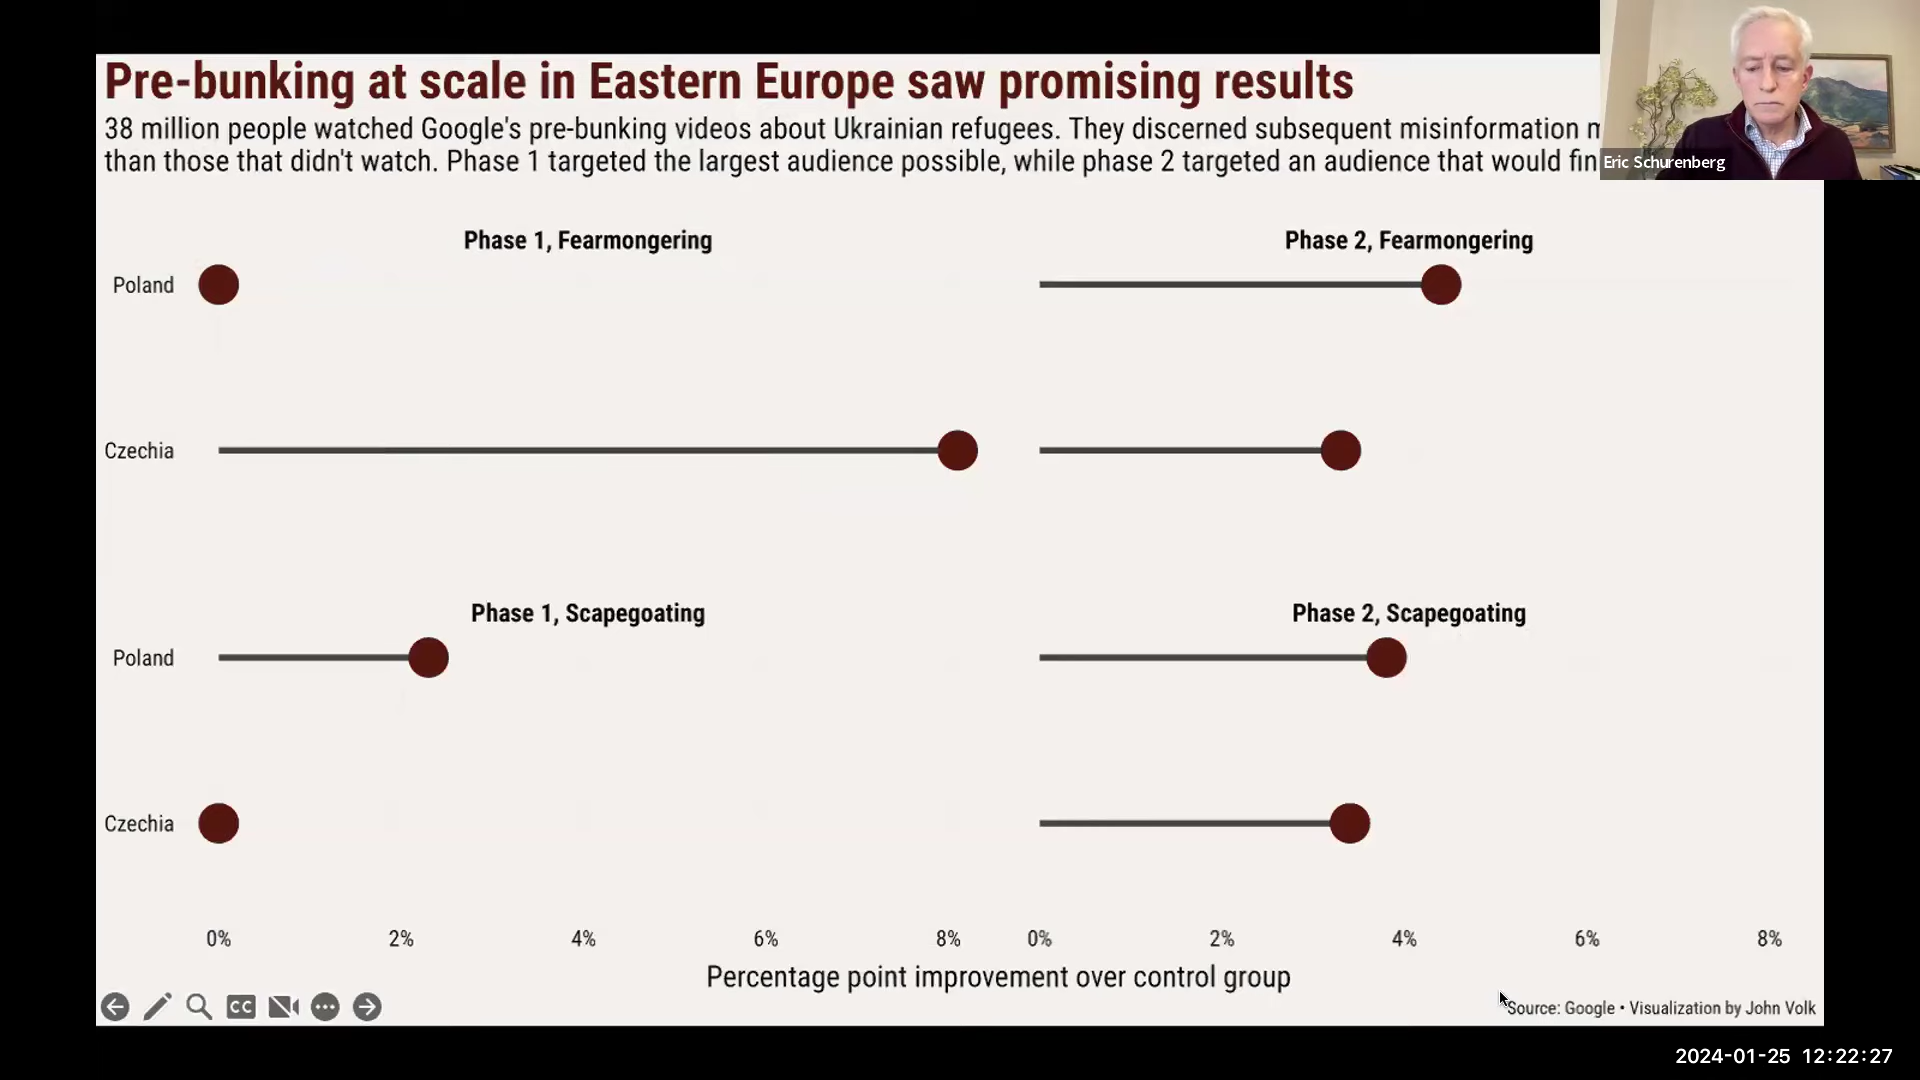 Pre-bunking at scale in Eastern Europe saw promising results
38 million people watched Google's pre-bunking videos about Ukrainian refugees. They discerned subsequent misinformation
than those that didn't watch. Phase 1 targeted the largest audience possible, while phase 2 targeted an audience that would
Eric Schurenberg
Phase 1, Fearmongering
Phase 2, Fearmongering
Poland
Czechia
Phase 1, Scapegoating
Phase 2, Scapegoating
Poland
Czechia
0% 2% 4% 6% 8% 0% 2% 4% 6% 8%
Percentage point improvement over control group
CC
Source: Google • Visualization by John Volk
2024-01-25 12:22:27